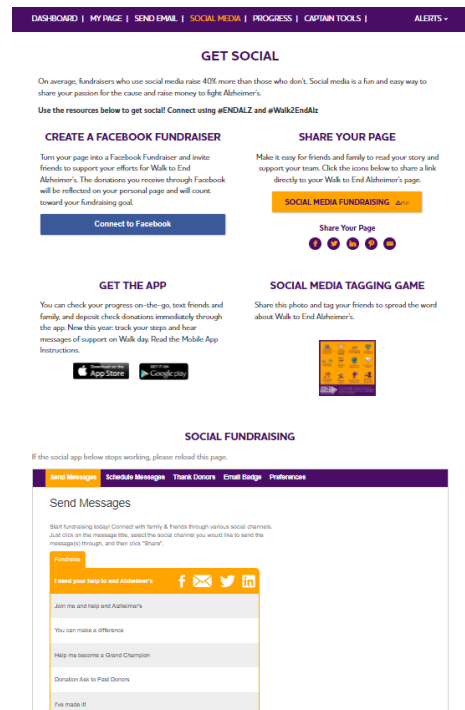 DASHBOARD | MY PAGE | SEND EMAIL | SOCIAL MEDIA | PROGRESS | CAPTAIN TOOLS | ALERTS
GET SOCIAL
On average, fundraisers who use social media raise 40% more than those who don't. Social media is a fun and easy way to
share your passion for the cause and raise money to fight Alzheimer's.
Use the resources below to get social! Connect using #ENDALZ and #Walk2EndAlz
CREATE A FACEBOOK FUNDRAISER
Turn your page into a Facebook Fundraiser and invite
friends to support your efforts for Walk to End
Alzheimer's. The donations you receive through Facebook
will be reflected on your personal page and will count
toward your fundraising goal.
Connect to Facebook
SHARE YOUR PAGE
Make it easy for friends and family to read your story and
support your team. Click the icons below to share a link
directly to your Walk to End Alzheimer's page.
SOCIAL MEDIA FUNDRAISING
Share Your Page
GET THE APP
You can check your progress on-the-go, text friends and
family, and deposit check donations immediately through
the app. New this year: track your steps and hear
messages of support on Walk day. Read the Mobile App
Instructions.
Download on the
App Store
GET IT ON
Google play
SOCIAL MEDIA TAGGING GAME
Share this photo and tag your friends to spread the word
about Walk to End Alzheimer's.
SOCIAL FUNDRAISING
If the social app below stops working, please reload this page.
Send Messages Schedule Messages Thank Donors Email Badge Preferences
Send Messages
Start fundraising today! Connect with family & friends through various social channels.
Just click on the message title, select the social channel you would like to send the
message(s) through, and then click "Share".
Fundraise
I need your help to end Alzheimer's
Join me and help end Alzheimer's
You can make a difference
Help me become a Grand Champion
Donation Ask to Past Donors
I've made it!